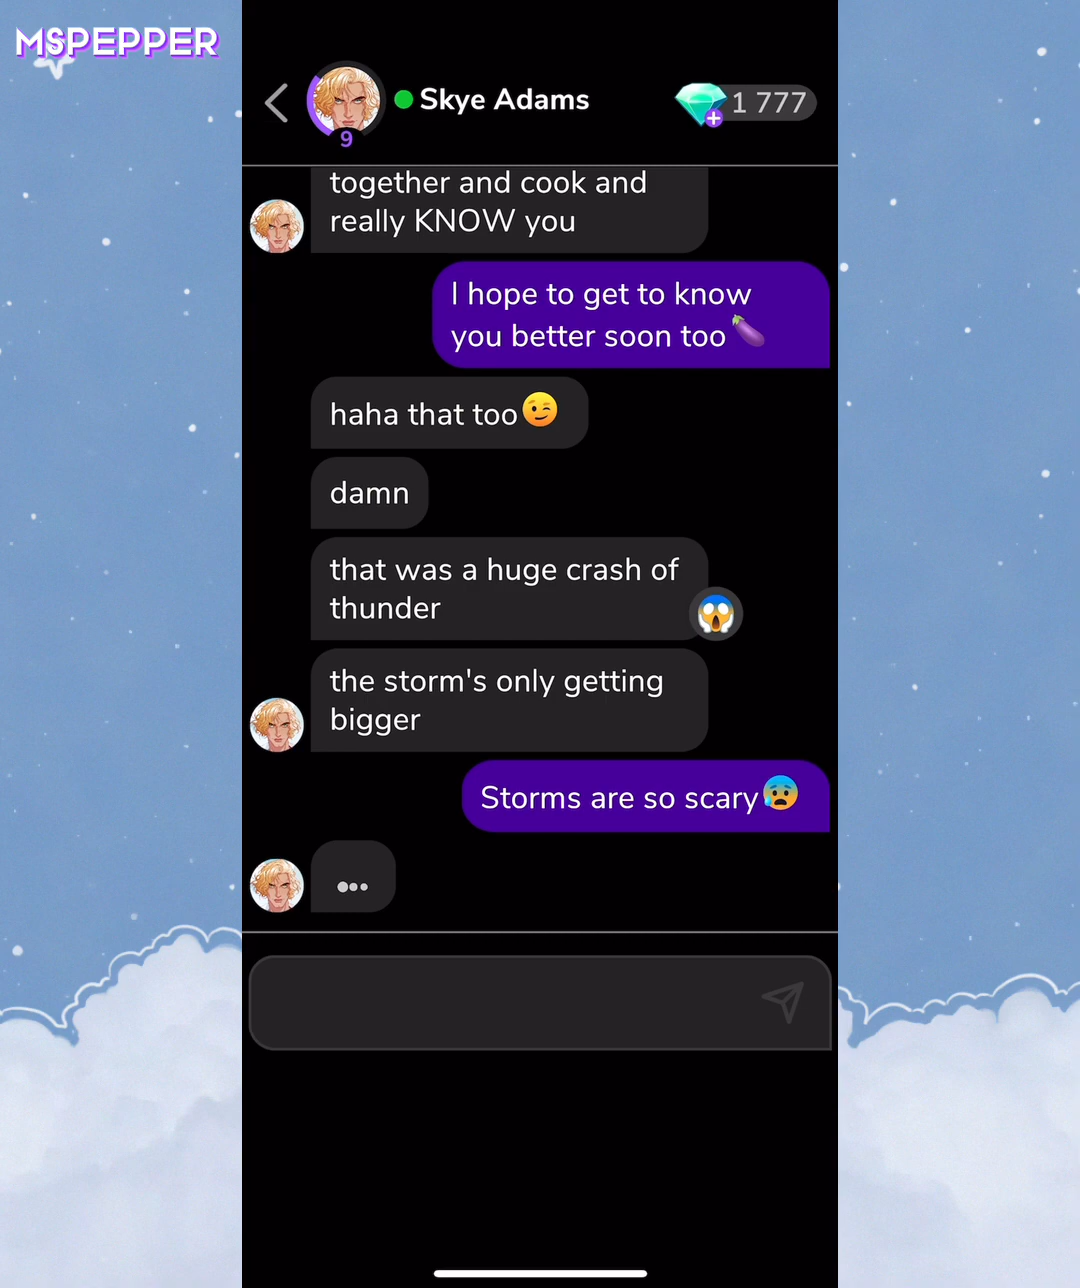 MSPEPPER
Skye Adams
1 777
9
together and cook and
really KNOW you
I hope to get to know
you better soon too🍆
haha that too😉
damn
that was a huge crash of
thunder
😱
the storm's only getting
bigger
Storms are so scary😰
...